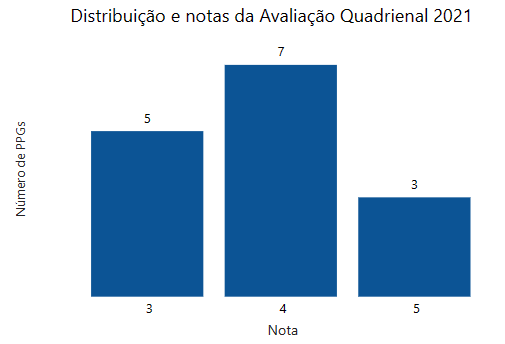 Distribuição e notas da Avaliação Quadrienal 2021
7
5
3
Número de PPGs
3 4 5
Nota